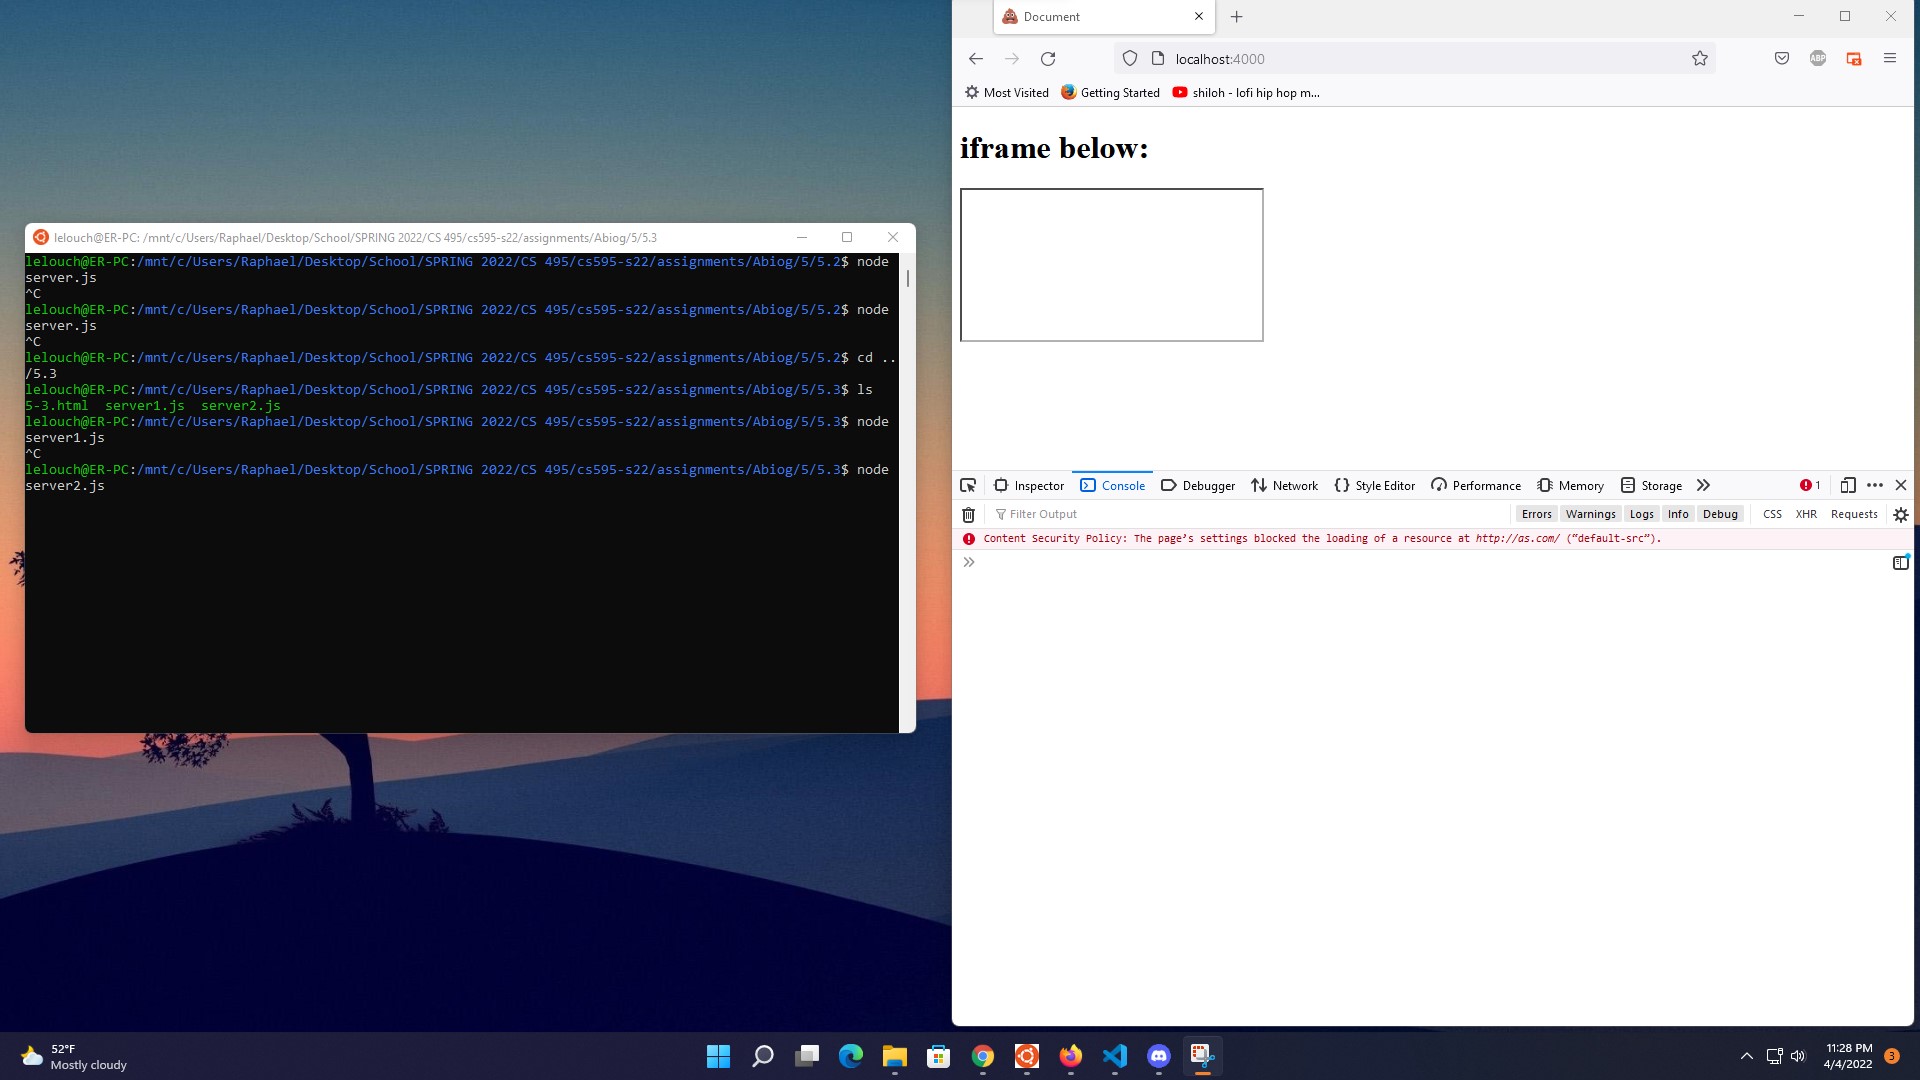 Document
localhost:4000
Most Visited
Getting Started
shiloh - lofi hip hop m...
iframe below:
lelouch@ER-PC: /mnt/c/Users/Raphael/Desktop/School/SPRING 2022/CS 495/cs595-s22/assignments/Abiog/5/5.3
lelouch@ER-PC:/mnt/c/Users/Raphael/Desktop/School/SPRING 2022/CS 495/cs595-s22/assignments/Abiog/5/5.2$ node
server.js
^C
lelouch@ER-PC:/mnt/c/Users/Raphael/Desktop/School/SPRING 2022/CS 495/cs595-s22/assignments/Abiog/5/5.2$ node
server.js
^C
lelouch@ER-PC:/mnt/c/Users/Raphael/Desktop/School/SPRING 2022/CS 495/cs595-s22/assignments/Abiog/5/5.2$ cd ..
/5.3
lelouch@ER-PC:/mnt/c/Users/Raphael/Desktop/School/SPRING 2022/CS 495/cs595-s22/assignments/Abiog/5/5.3$ ls
5-3.html  server1.js  server2.js
lelouch@ER-PC:/mnt/c/Users/Raphael/Desktop/School/SPRING 2022/CS 495/cs595-s22/assignments/Abiog/5/5.3$ node
server1.js
^C
lelouch@ER-PC:/mnt/c/Users/Raphael/Desktop/School/SPRING 2022/CS 495/cs595-s22/assignments/Abiog/5/5.3$ node
server2.js
Inspector Console Debugger Network Style Editor Performance Memory Storage 1
Filter Output Errors Warnings Logs Info Debug CSS XHR Requests
Content Security Policy: The page’s settings blocked the loading of a resource at http://as.com/ (“default-src”).
52°F
Mostly cloudy
ABP
11:28 PM
4/4/2022
3